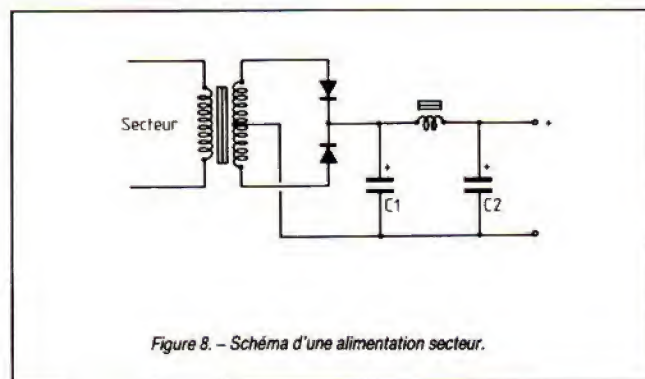 Secteur
+
+
+
C1
C2
Figure 8. – Schéma d'une alimentation secteur.